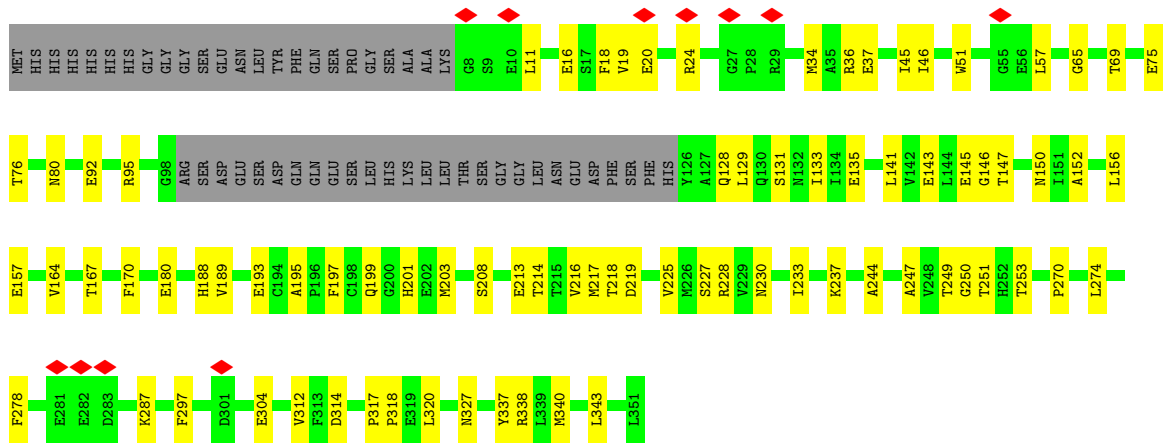 MET HIS HIS HIS HIS HIS HIS GLY GLY SER GLU ASN LEU TYR PHE GLN SER PRO GLY SER ALA ALA LYS G8 S9 E10 L11 E16 S17 F18 V19 E20 R24 G27 P28 R29 M34 A35 R36 E37 I45 I46 W51 G55 E56 L57 G65 T69 E75
T76 N80 E92 R95 G98 ARG SER ASP GLU SER SER ASP GLN GLN GLU SER LEU HIS LYS LEU LEU THR SER GLY GLY LEU ASN GLU ASP PHE SER PHE HIS Y126 A127 Q128 L129 Q130 S131 N132 I133 I134 E135 L141 V142 E143 L144 E145 G146 T147 N150 I151 A152 L156
E157 V164 T167 F170 E180 H188 V189 E193 C194 A195 P196 F197 C198 Q199 G200 H201 E202 M203 S208 E213 T214 T215 V216 M217 T218 D219 V225 M226 S227 R228 V229 N230 I233 K237 A244 A247 V248 T249 G250 T251 H252 T253 P270 L274
F278 E281 E282 D283 K287 F297 D301 E304 V312 F313 D314 P317 P318 E319 L320 N327 Y337 R338 L339 M340 L343 L351